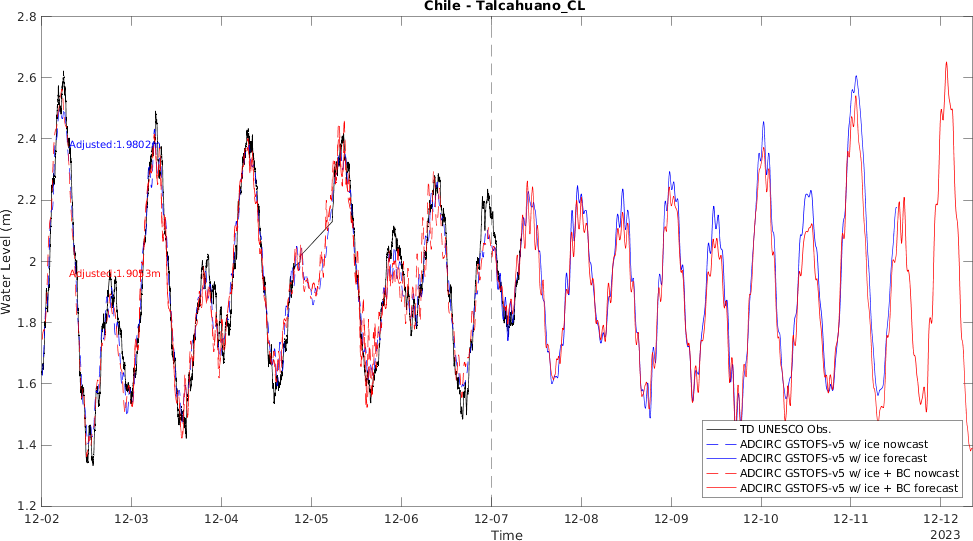 Chile - Talcahuano_CL
2.8
2.6
2.4
2.2
2
1.8
1.6
1.4
1.2
Water Level (m)
Adjusted:1.9802m
Adjusted:1.9093m
TD UNESCO Obs.
ADCIRC GSTOFS-v5 w/ ice nowcast
ADCIRC GSTOFS-v5 w/ ice forecast
ADCIRC GSTOFS-v5 w/ ice + BC nowcast
ADCIRC GSTOFS-v5 w/ ice + BC forecast
12-02 12-03 12-04 12-05 12-06 12-07 12-08 12-09 12-10 12-11 12-12
2023
Time